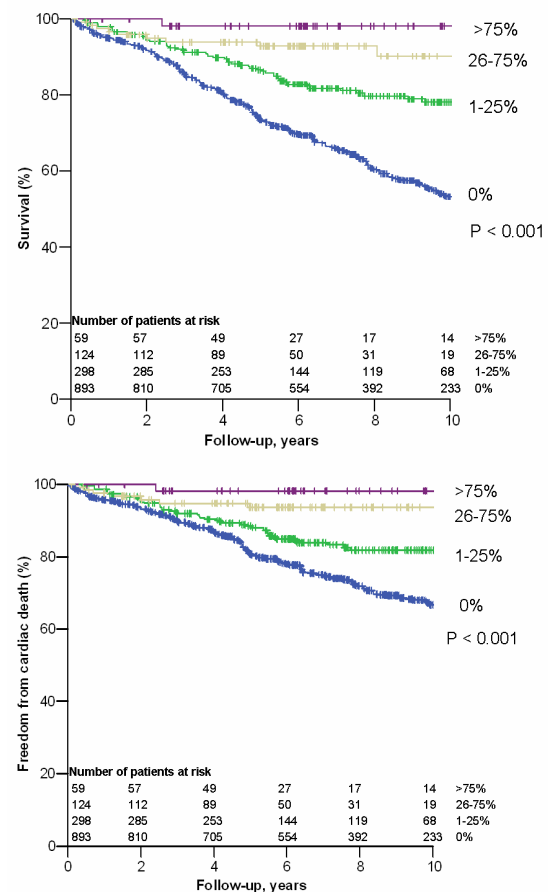 100
>75%
26-75%
80
1-25%
60
0%
P < 0.001
40
20
Number of patients at risk
59 57 49 27 17 14 >75%
124 112 89 50 31 19 26-75%
298 285 253 144 119 68 1-25%
893 810 705 554 392 233 0%
0
0 2 4 6 8 10
Survival (%)
Follow-up, years
100
>75%
26-75%
80
1-25%
0%
60
P < 0.001
40
20
Number of patients at risk
59 57 49 27 17 14 >75%
124 112 89 50 31 19 26-75%
298 285 253 144 119 68 1-25%
893 810 705 554 392 233 0%
0
0 2 4 6 8 10
Freedom from cardiac death (%)
Follow-up, years